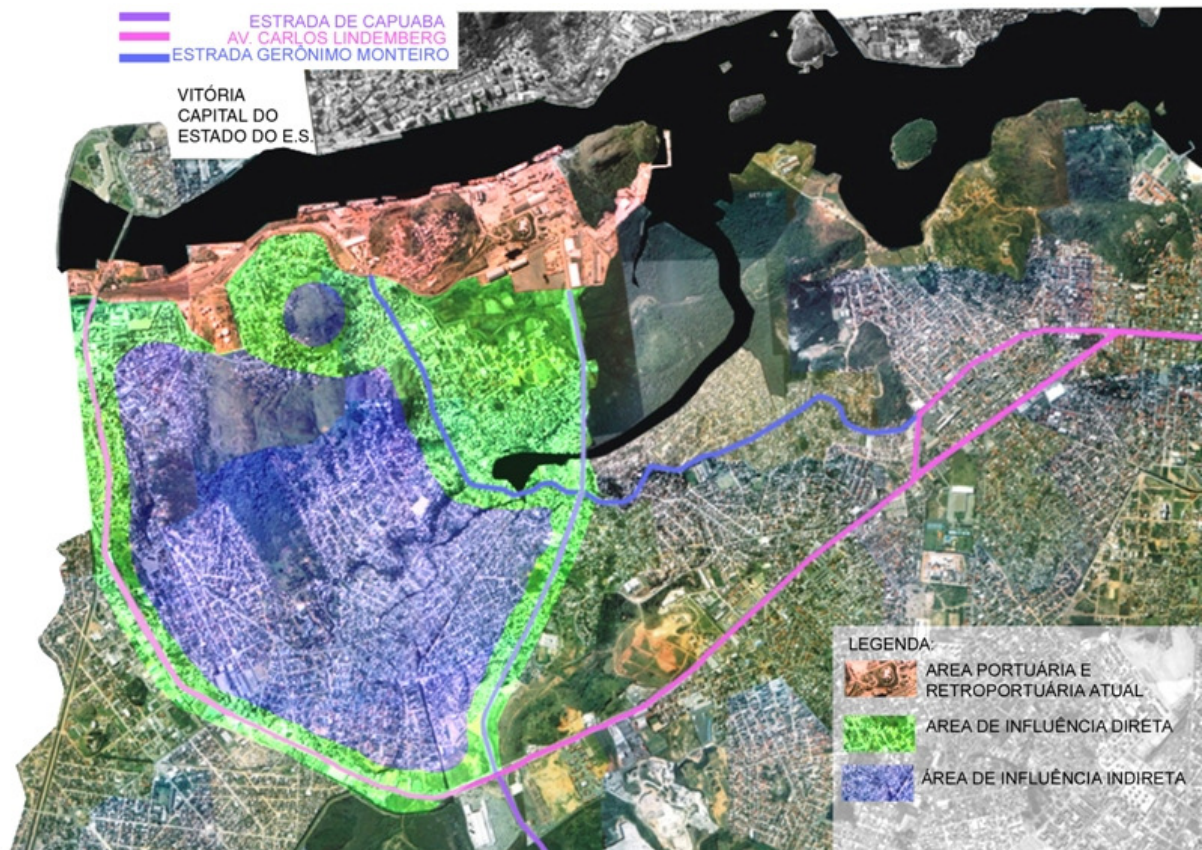 ESTRADA DE CAPUABA
AV. CARLOS LINDEMBERG
ESTRADA GERÔNIMO MONTEIRO
VITÓRIA
CAPITAL DO
ESTADO DO E.S.
LEGENDA:
AREA PORTUÁRIA E
RETROPORTUÁRIA ATUAL
AREA DE INFLUÊNCIA DIRETA
ÁREA DE INFLUÊNCIA INDIRETA